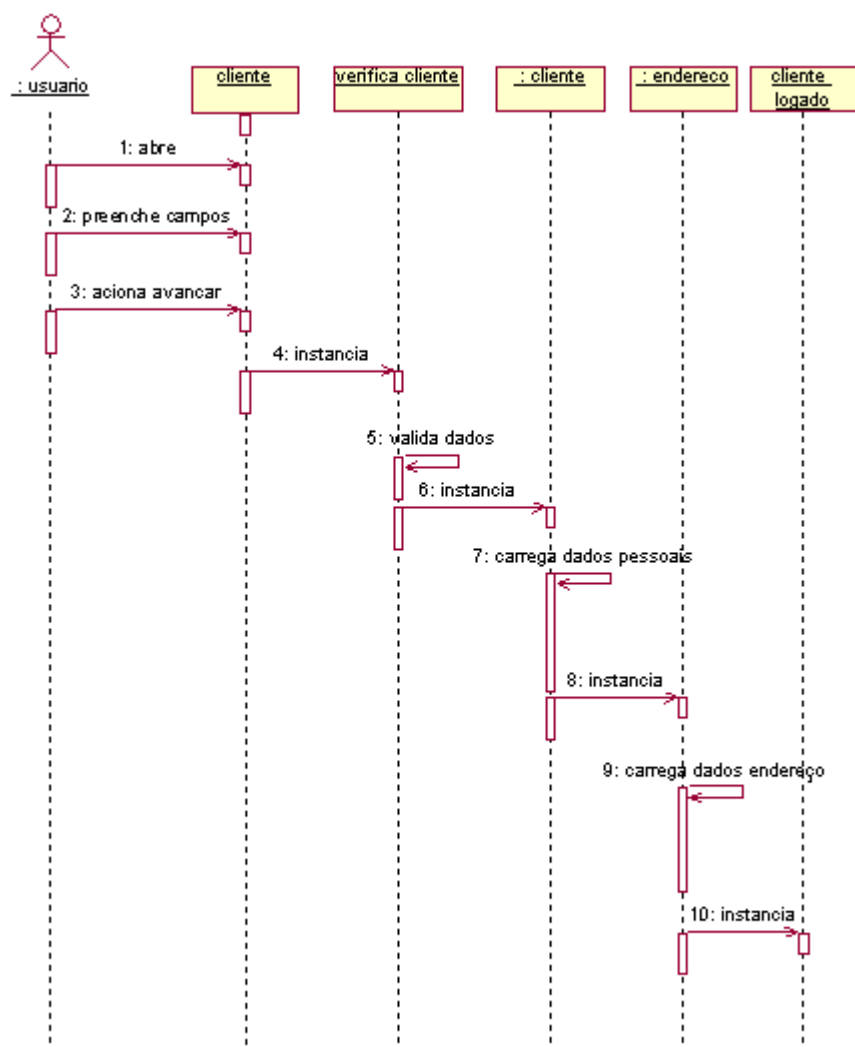 : usuario
cliente
verifica cliente
: cliente
: endereco
cliente
logado
1: abre
2: preenche campos
3: aciona avancar
4: instancia
5: valida dados
6: instancia
7: carrega dados pessoais
8: instancia
9: carrega dados endereço
10: instancia